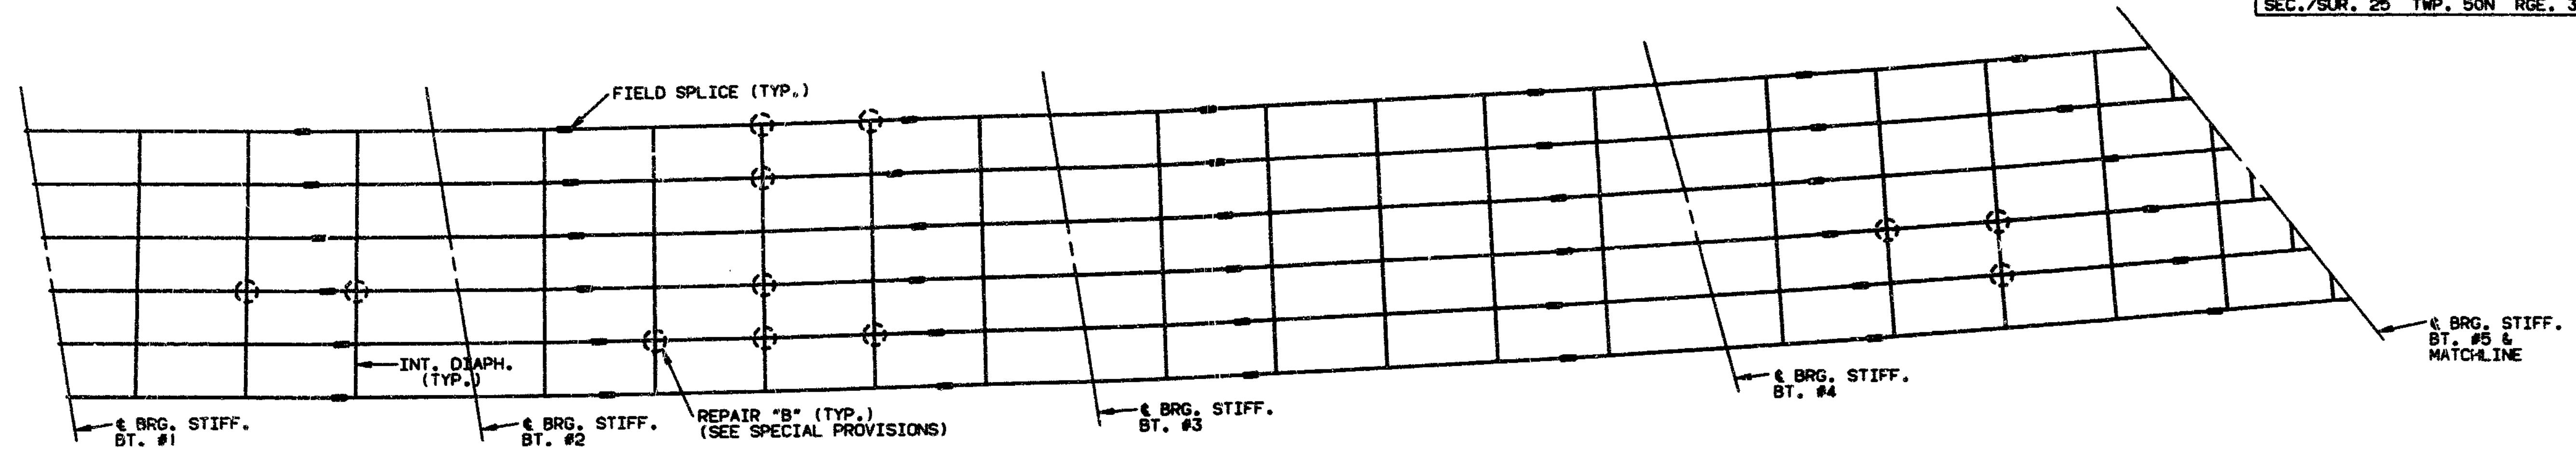 SEC./SUR. 25 TWP. 50N RGE. 3
FIELD SPLICE (TYP.)
INT. DIAPH.
(TYP.)
℄ BRG. STIFF.
BT. #1
℄ BRG. STIFF.
BT. #2
REPAIR "B" (TYP.)
(SEE SPECIAL PROVISIONS)
℄ BRG. STIFF.
BT. #3
℄ BRG. STIFF.
BT. #4
℄ BRG. STIFF.
BT. #5 &
MATCHLINE